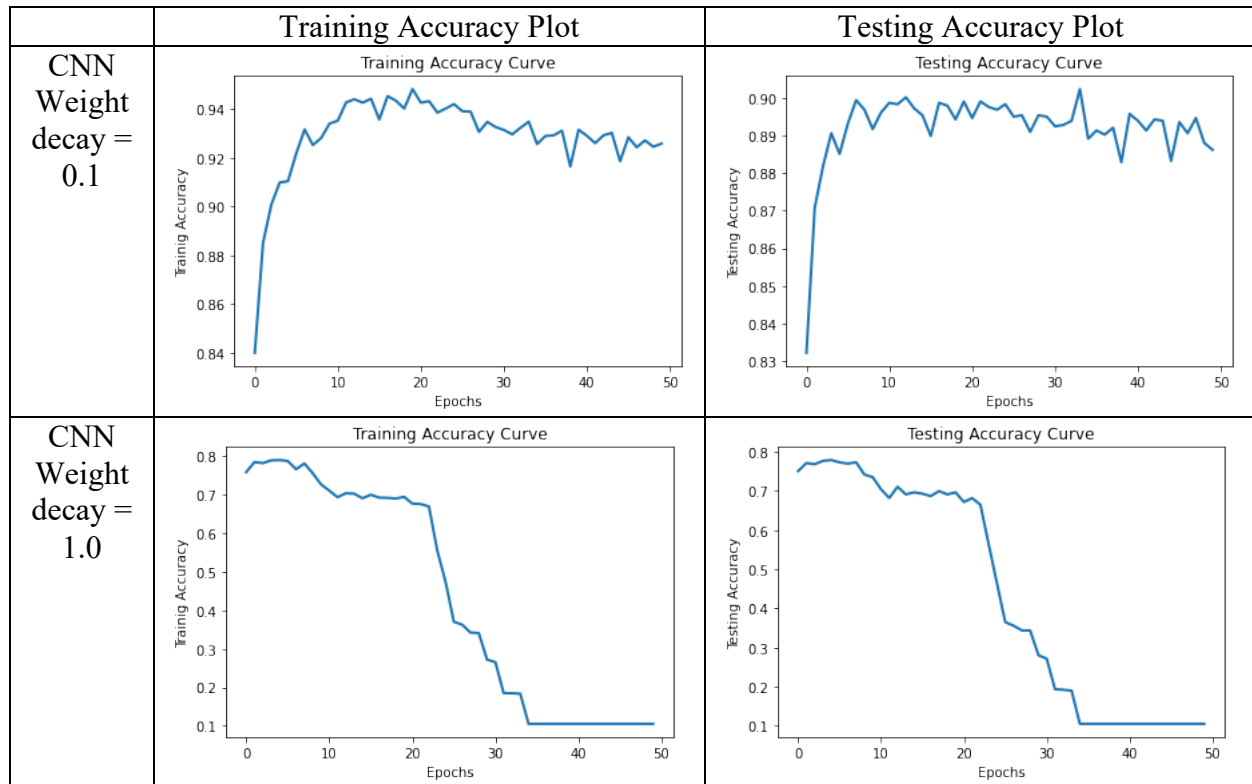 Training Accuracy Plot
Testing Accuracy Plot
CNN
Weight
decay =
0.1
Training Accuracy Curve
Trainig Accuracy
0.94
0.92
0.90
0.88
0.86
0.84
0 10 20 30 40 50
Epochs
Testing Accuracy Curve
Testing Accuracy
0.90
0.89
0.88
0.87
0.86
0.85
0.84
0.83
0 10 20 30 40 50
Epochs
CNN
Weight
decay =
1.0
Training Accuracy Curve
Trainig Accuracy
0.8
0.7
0.6
0.5
0.4
0.3
0.2
0.1
0 10 20 30 40 50
Epochs
Testing Accuracy Curve
Testing Accuracy
0.8
0.7
0.6
0.5
0.4
0.3
0.2
0.1
0 10 20 30 40 50
Epochs